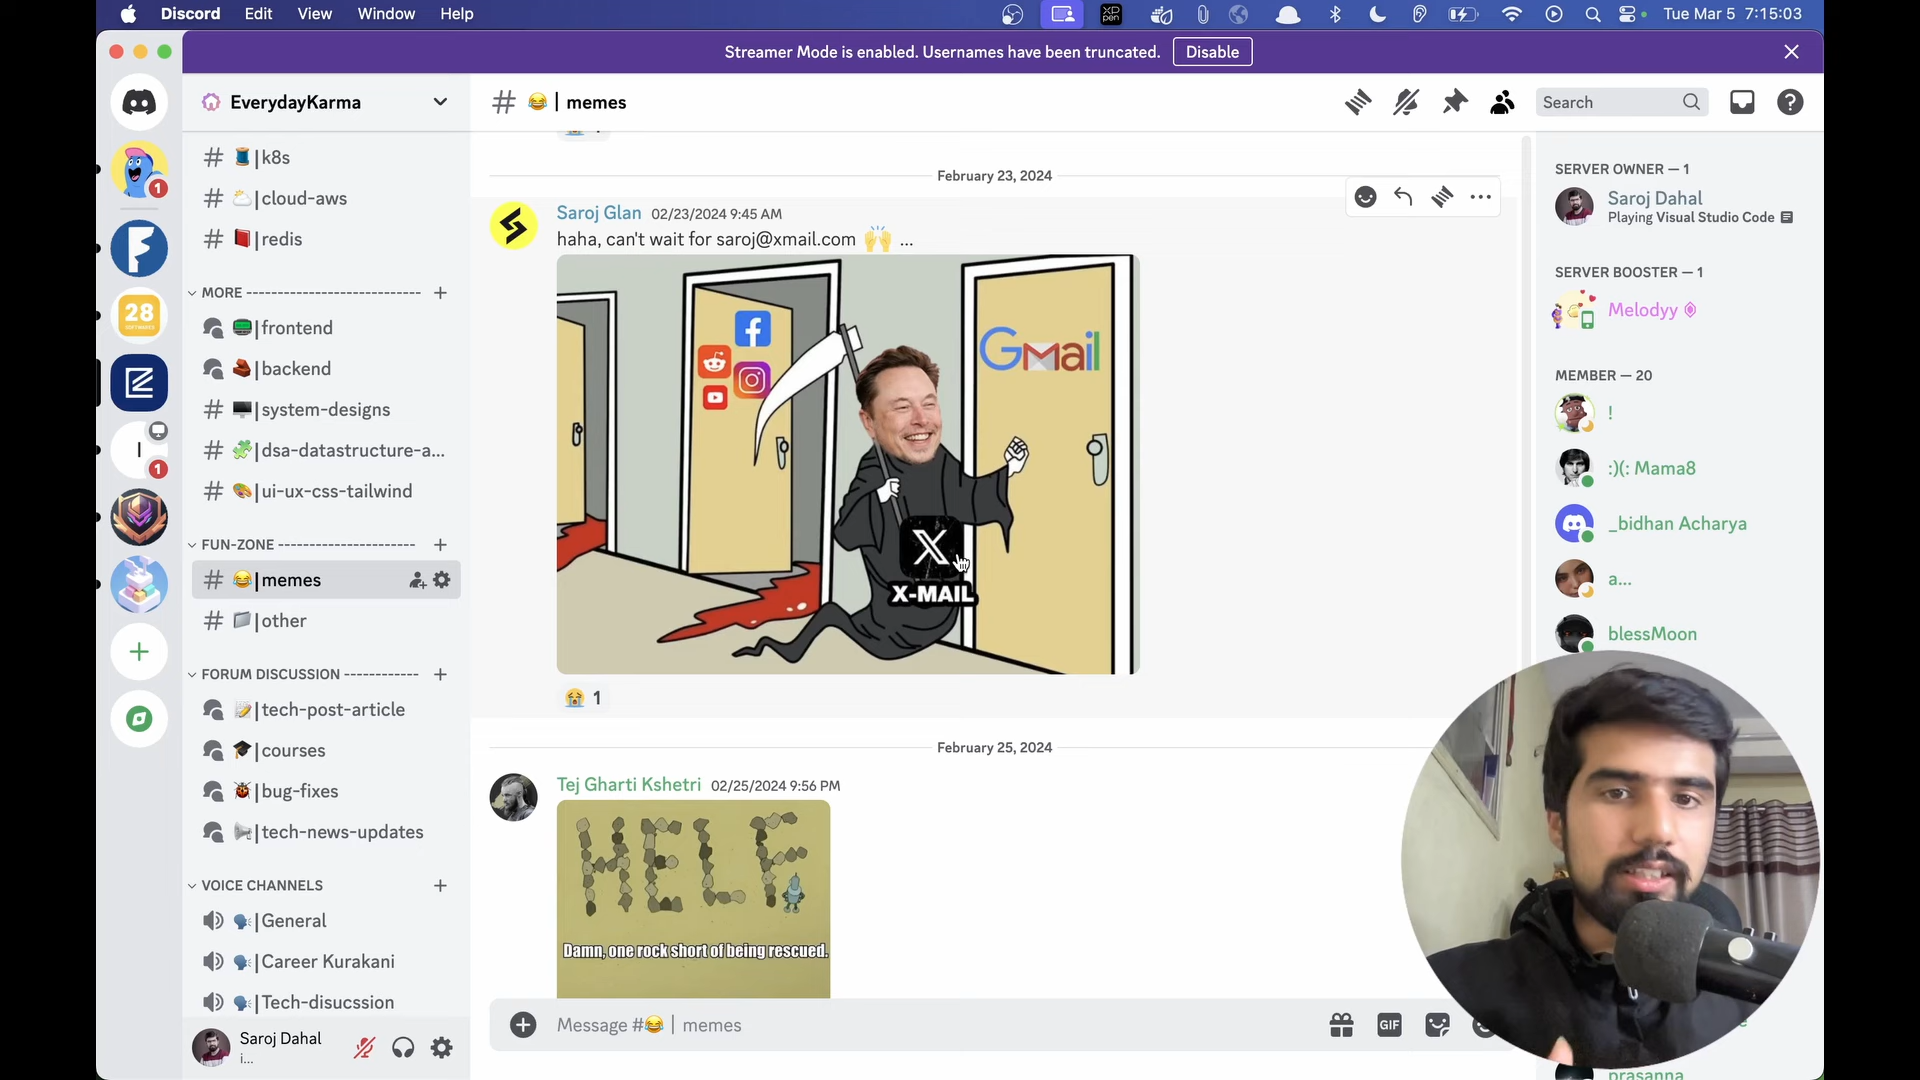 Discord Edit View Window Help
XP PEN
Tue Mar 5 7:15:03
Streamer Mode is enabled. Usernames have been truncated. Disable
EverydayKarma
# 😂 | memes
Search
1
28
SOFTWARES
I
1
# 🧵|k8s
# 🌥️|cloud-aws
# 📕|redis
MORE --------------------------- +
📟|frontend
🧰|backend
# 🖥️|system-designs
# 🧩|dsa-datastructure-a...
# 🎨|ui-ux-css-tailwind
FUN-ZONE ---------------------- +
# 😂|memes
# 📁|other
FORUM DISCUSSION ------------ +
📝|tech-post-article
🎓|courses
🐞|bug-fixes
📢|tech-news-updates
VOICE CHANNELS +
🗣️|General
🗣️|Career Kurakani
🗣️|Tech-disucssion
Saroj Dahal
i...
February 23, 2024
Saroj Glan 02/23/2024 9:45 AM
haha, can't wait for saroj@xmail.com 🙌 ...
Gmail
X
X-MAIL
😭 1
February 25, 2024
Tej Gharti Kshetri 02/25/2024 9:56 PM
HELF
Damn, one rock short of being rescued.
Message #😂 | memes
GIF
SERVER OWNER — 1
Saroj Dahal
Playing Visual Studio Code
SERVER BOOSTER — 1
Melodyy
MEMBER — 20
!
:)(: Mama8
_bidhan Acharya
a...
blessMoon
prasanna